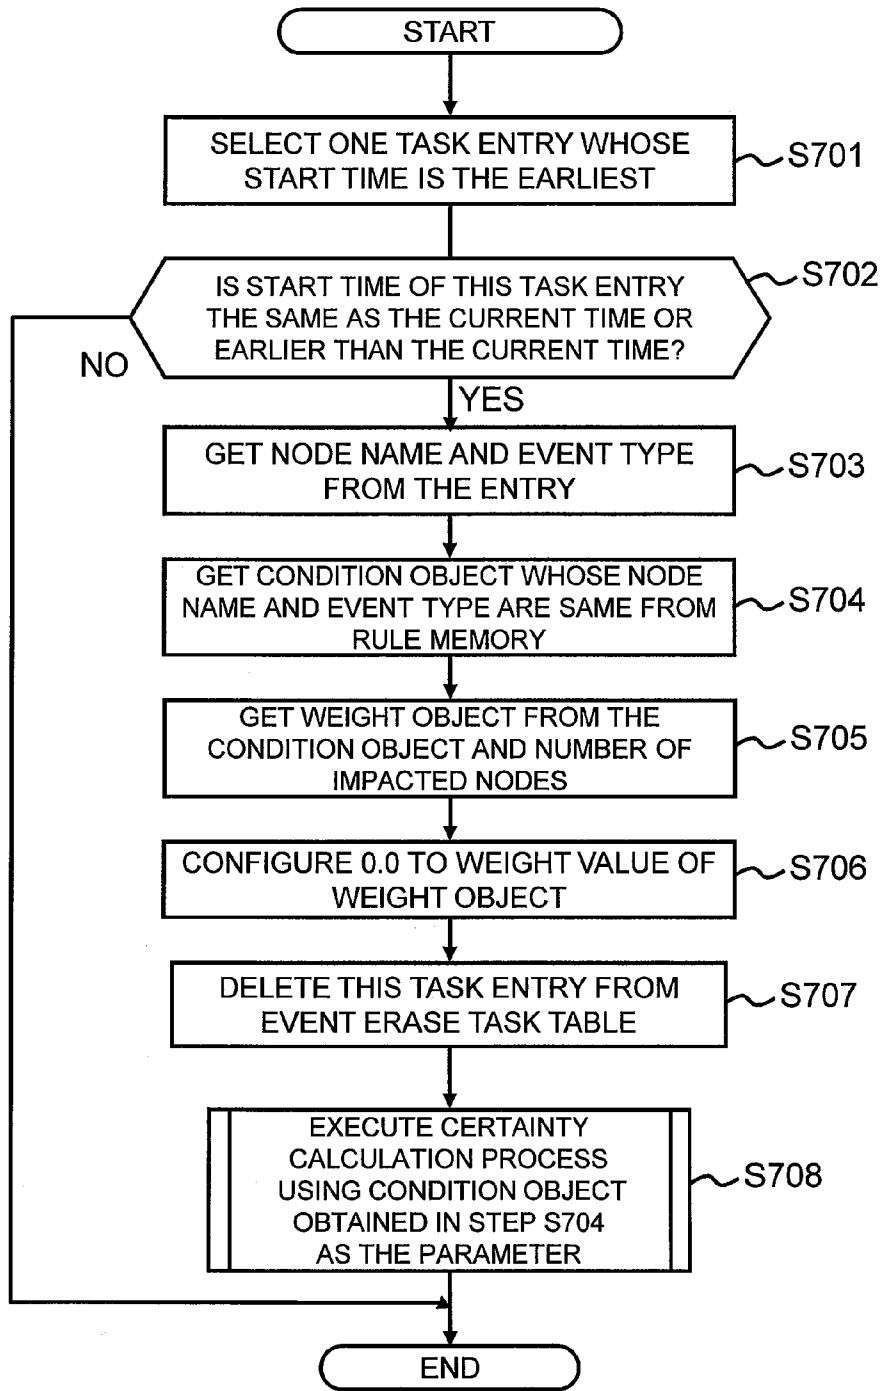 START
SELECT ONE TASK ENTRY WHOSE
START TIME IS THE EARLIEST
S701
IS START TIME OF THIS TASK ENTRY
THE SAME AS THE CURRENT TIME OR
EARLIER THAN THE CURRENT TIME?
S702
NO
YES
GET NODE NAME AND EVENT TYPE
FROM THE ENTRY
S703
GET CONDITION OBJECT WHOSE NODE
NAME AND EVENT TYPE ARE SAME FROM
RULE MEMORY
S704
GET WEIGHT OBJECT FROM THE
CONDITION OBJECT AND NUMBER OF
IMPACTED NODES
S705
CONFIGURE 0.0 TO WEIGHT VALUE OF
WEIGHT OBJECT
S706
DELETE THIS TASK ENTRY FROM
EVENT ERASE TASK TABLE
S707
EXECUTE CERTAINTY
CALCULATION PROCESS
USING CONDITION OBJECT
OBTAINED IN STEP S704
AS THE PARAMETER
S708
END